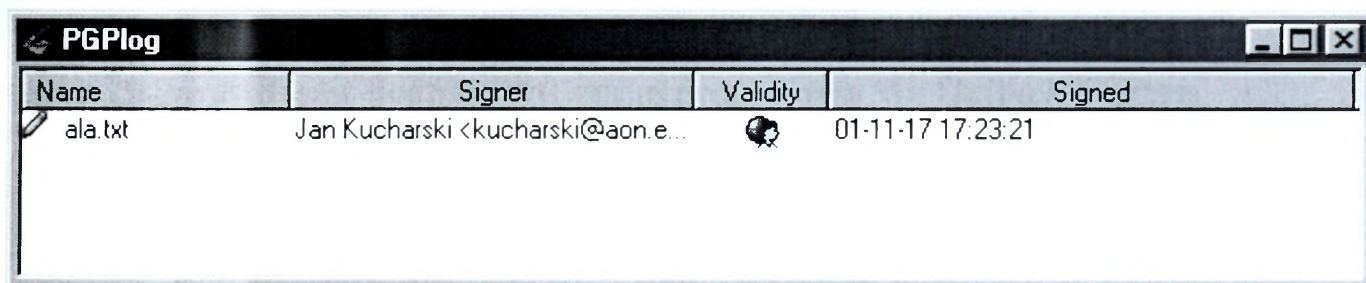 PGPlog
Name Signer Validity Signed
ala.txt Jan Kucharski <kucharski@aon.e... 01-11-17 17:23:21